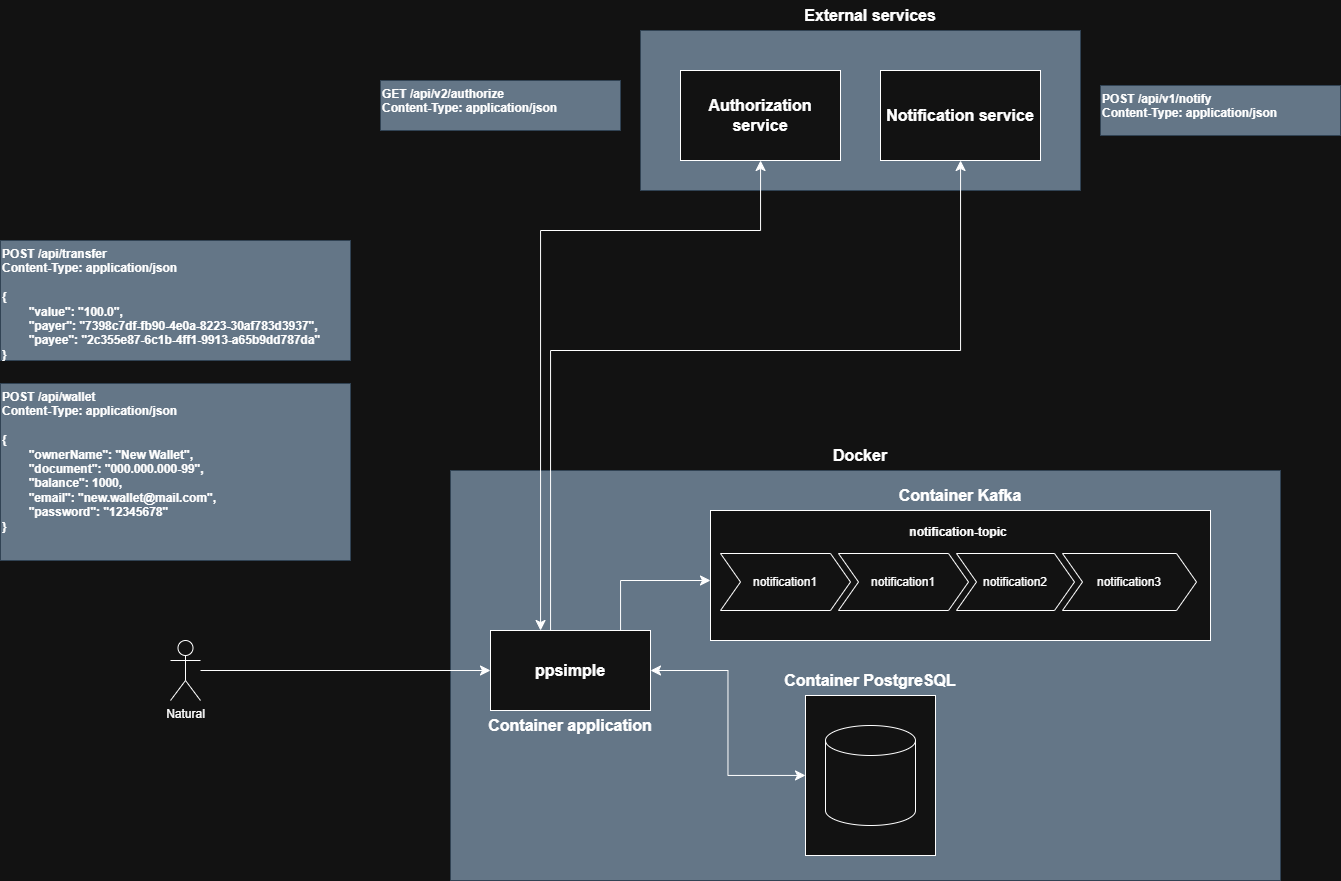 External services
GET /api/v2/authorize
Content-Type: application/json
Authorization
service
Notification service
POST /api/v1/notify
Content-Type: application/json
POST /api/transfer
Content-Type: application/json
{
"value": "100.0",
"payer": "7398c7df-fb90-4e0a-8223-30af783d3937",
"payee": "2c355e87-6c1b-4ff1-9913-a65b9dd787da"
}
POST /api/wallet
Content-Type: application/json
{
"ownerName": "New Wallet",
"document": "000.000.000-99",
"balance": 1000,
"email": "new.wallet@mail.com",
"password": "12345678"
}
Docker
Container Kafka
notification-topic
notification1
notification1
notification2
notification3
ppsimple
Container application
Container PostgreSQL
Natural